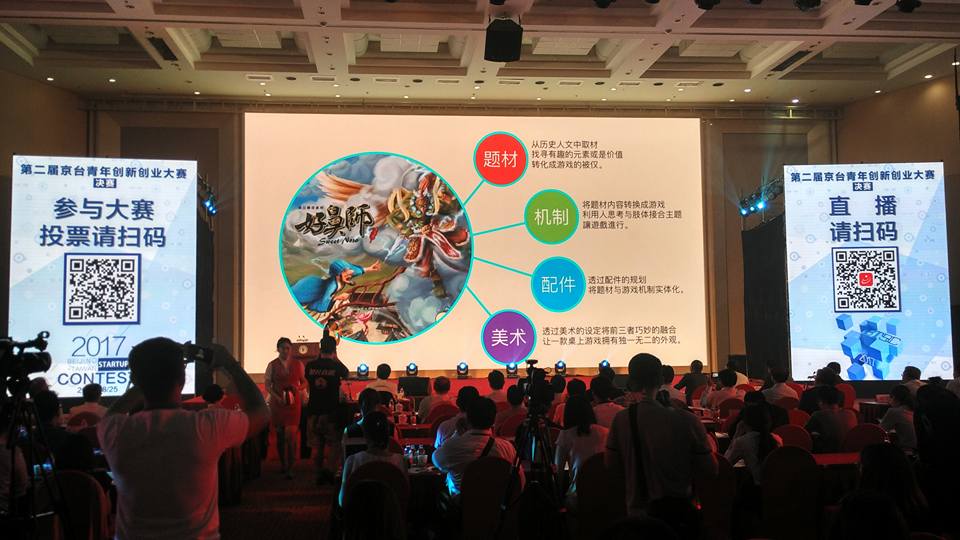 第二届京台青年创新创业大赛
决赛
参与大赛
投票请扫码
2017
BEIJING
TAIWAN
STARTUP
CONTEST
好鼻師
Sweet Nose
题材
从历史人文中取材
找寻有趣的元素或是价值
转化成游戏的被仅。
机制
将题材内容转换成游戏
利用人思考与肢体接合主题
讓遊戲進行。
配件
透过配件的规划
将题材与游戏机制实体化。
美术
透过美术的设定将前三者巧妙的融合
让一款桌上游戏拥有独一无二的外观。
第二届京台青年创新创业大赛
决赛
直 播
请扫码